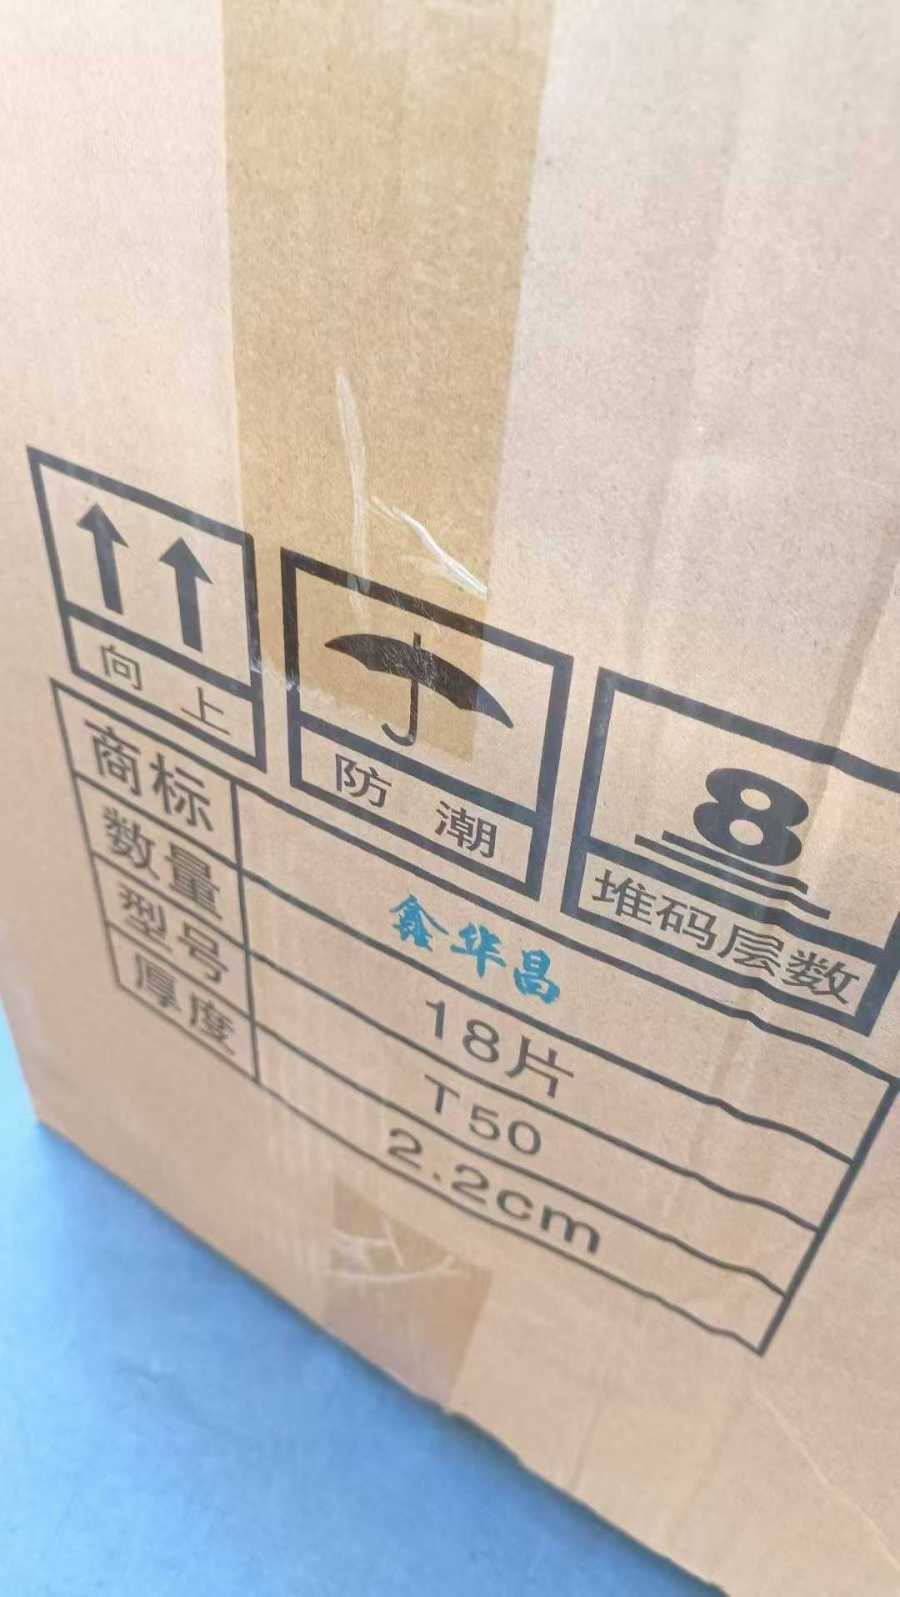 向 上
防 潮
8
堆码层数
商标 鑫华昌
数量 18片
型号 T50
厚度 2.2cm